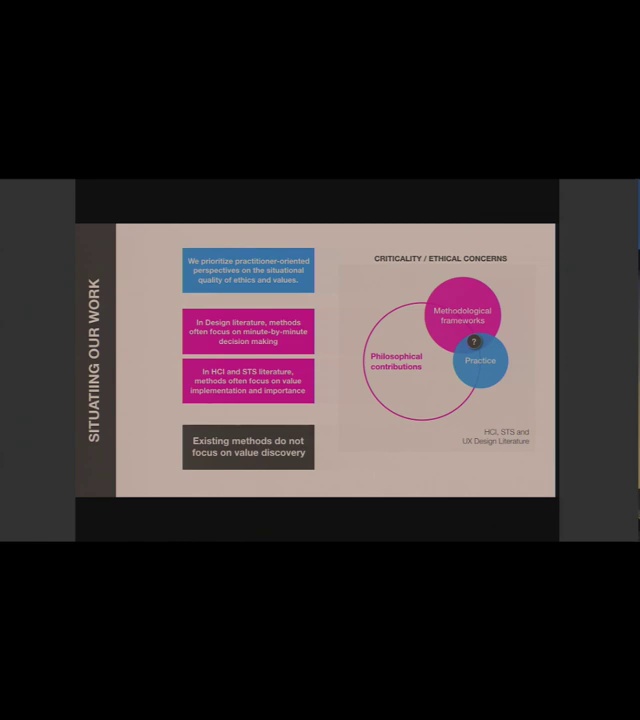 SITUATIING OUR WORK
We prioritize practitioner-oriented
perspectives on the situational
quality of ethics and values.
In Design literature, methods
often focus on minute-by-minute
decision making
In HCI and STS literature,
methods often focus on value
implementation and importance
Existing methods do not
focus on value discovery
CRITICALITY / ETHICAL CONCERNS
Methodological
frameworks
?
Practice
Philosophical
contributions
HCI, STS and
UX Design Literature